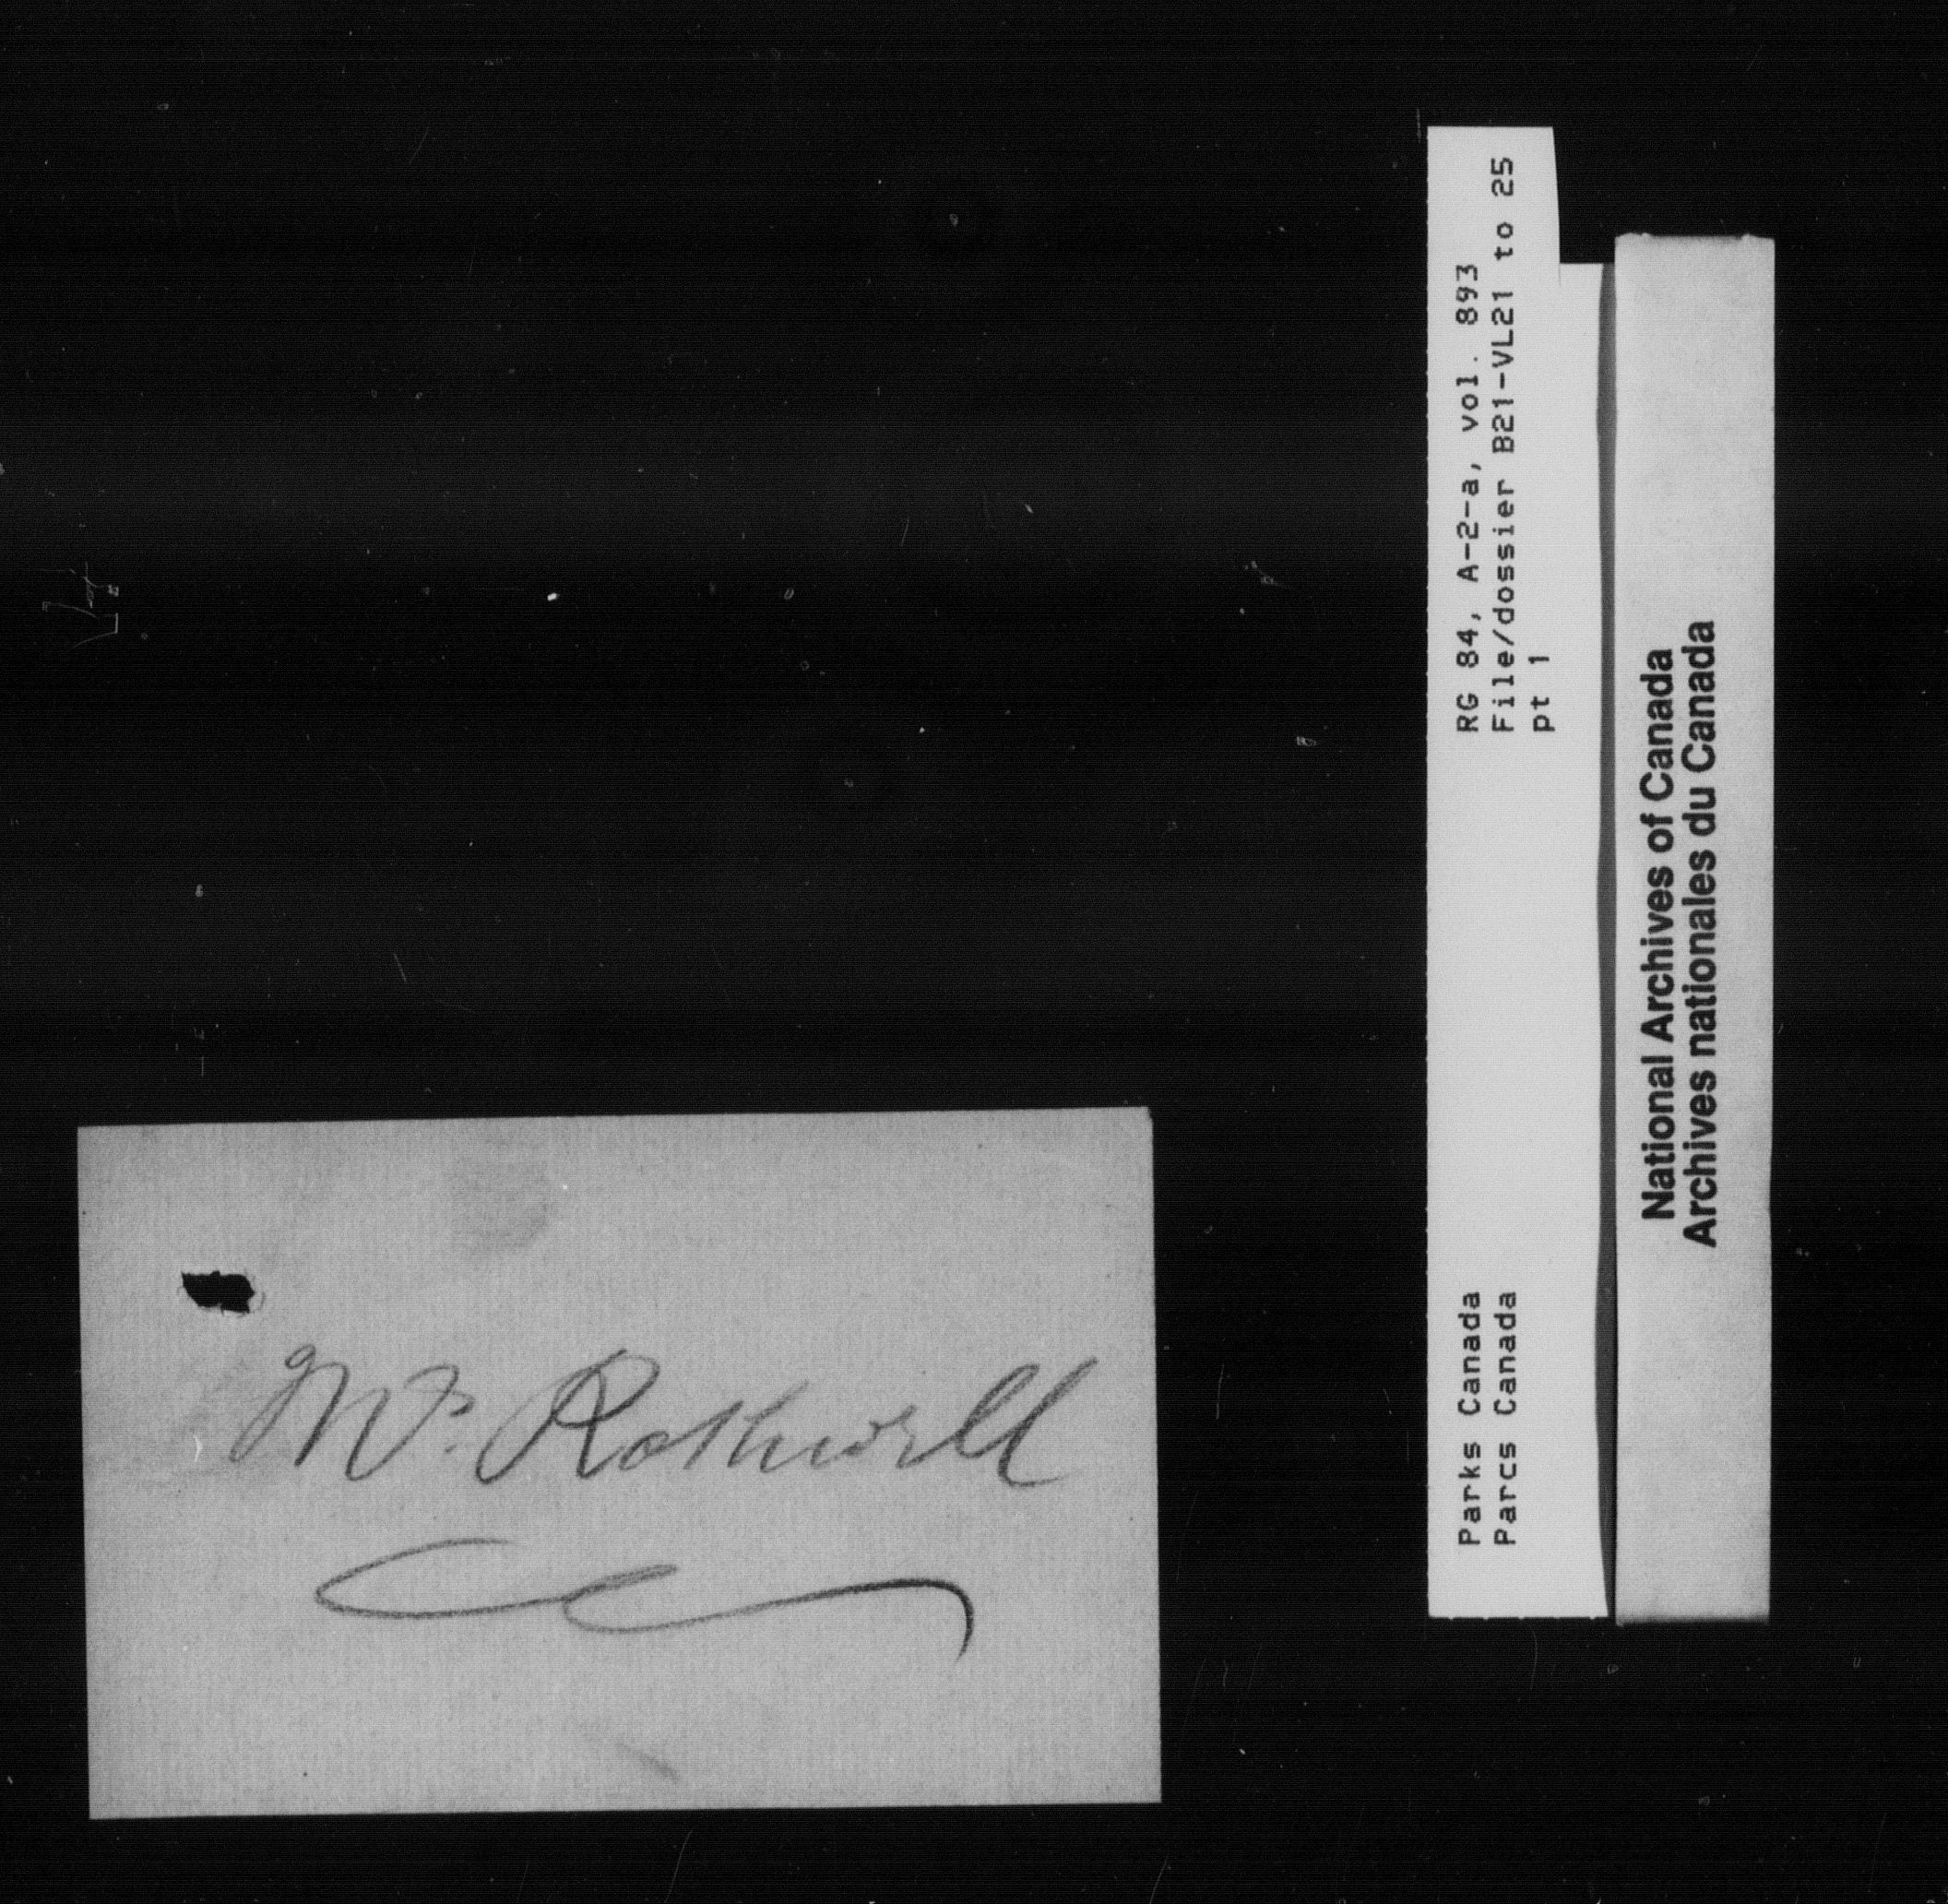 Mr. Rothwell
RG 84, A-2-a, vol. 893
File/dossier B21-VL21 to 25
pt 1
Parks Canada
Parcs Canada
National Archives of Canada
Archives nationales du Canada